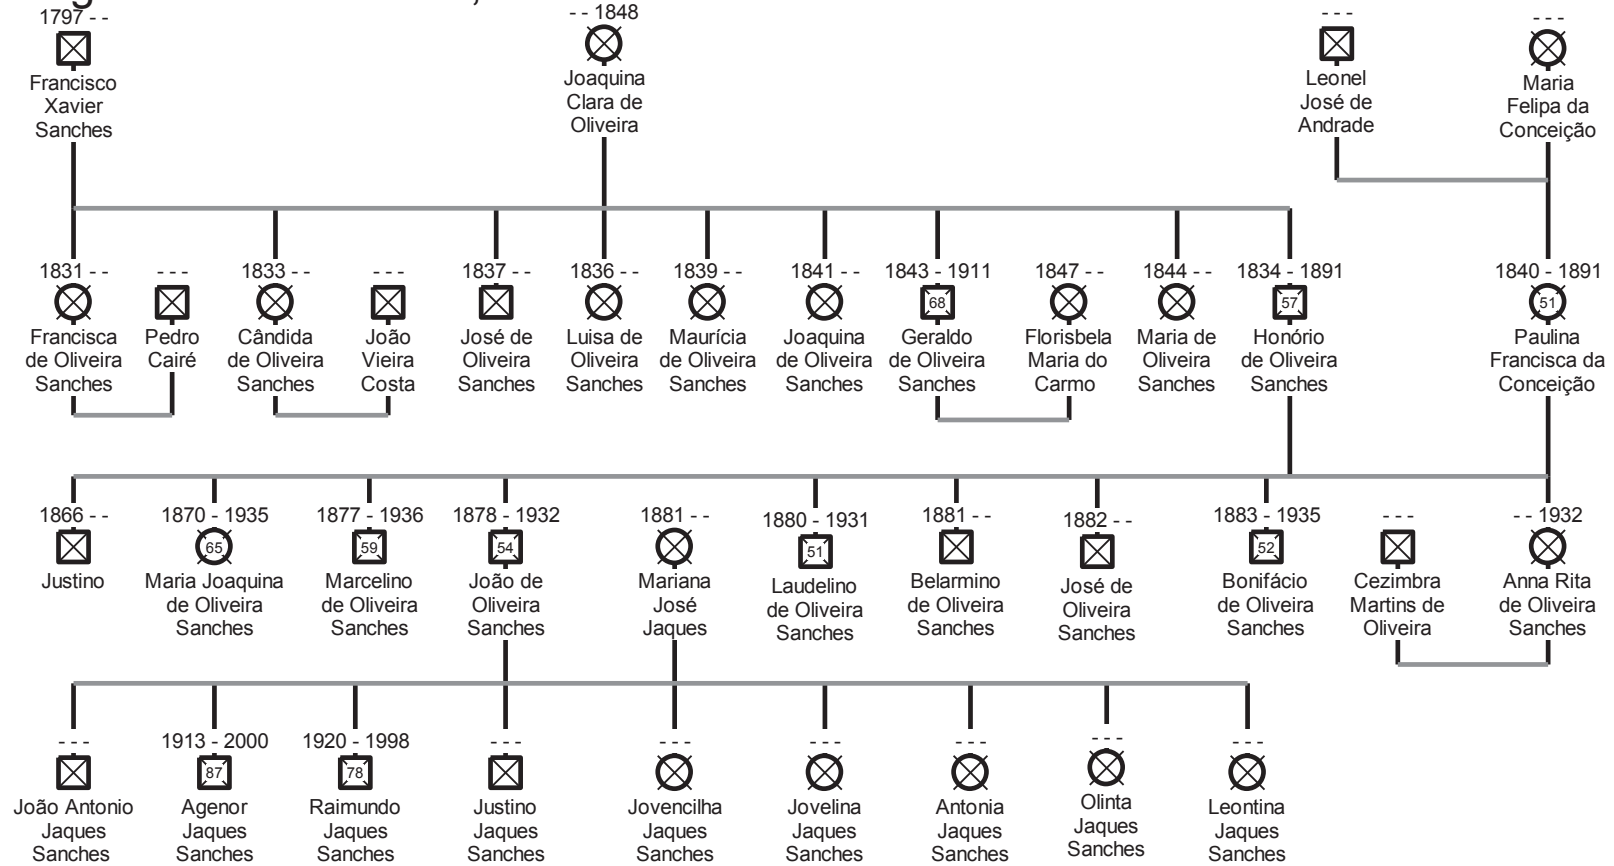 1797 - -
Francisco
Xavier
Sanches
- - 1848
Joaquina
Clara de
Oliveira
- - -
Leonel
José de
Andrade
- - -
Maria
Felipa da
Conceição
1831 - -
Francisca
de Oliveira
Sanches
- - -
Pedro
Cairé
1833 - -
Cândida
de Oliveira
Sanches
- - -
João
Vieira
Costa
1837 - -
José de
Oliveira
Sanches
1836 - -
Luisa de
Oliveira
Sanches
1839 - -
Maurícia
de Oliveira
Sanches
1841 - -
Joaquina
de Oliveira
Sanches
1843 - 1911
68
Geraldo
de Oliveira
Sanches
1847 - -
Florisbela
Maria do
Carmo
1844 - -
Maria de
Oliveira
Sanches
1834 - 1891
57
Honório
de Oliveira
Sanches
1840 - 1891
51
Paulina
Francisca da
Conceição
1866 - -
Justino
1870 - 1935
65
Maria Joaquina
de Oliveira
Sanches
1877 - 1936
59
Marcelino
de Oliveira
Sanches
1878 - 1932
54
João de
Oliveira
Sanches
1881 - -
Mariana
José
Jaques
1880 - 1931
51
Laudelino
de Oliveira
Sanches
1881 - -
Belarmino
de Oliveira
Sanches
1882 - -
José de
Oliveira
Sanches
1883 - 1935
52
Bonifácio
de Oliveira
Sanches
- - -
Cezimbra
Martins de
Oliveira
- - 1932
Anna Rita
de Oliveira
Sanches
- - -
João Antonio
Jaques
Sanches
1913 - 2000
87
Agenor
Jaques
Sanches
1920 - 1998
78
Raimundo
Jaques
Sanches
- - -
Justino
Jaques
Sanches
- - -
Jovencilha
Jaques
Sanches
- - -
Jovelina
Jaques
Sanches
- - -
Antonia
Jaques
Sanches
- - -
Olinta
Jaques
Sanches
- - -
Leontina
Jaques
Sanches